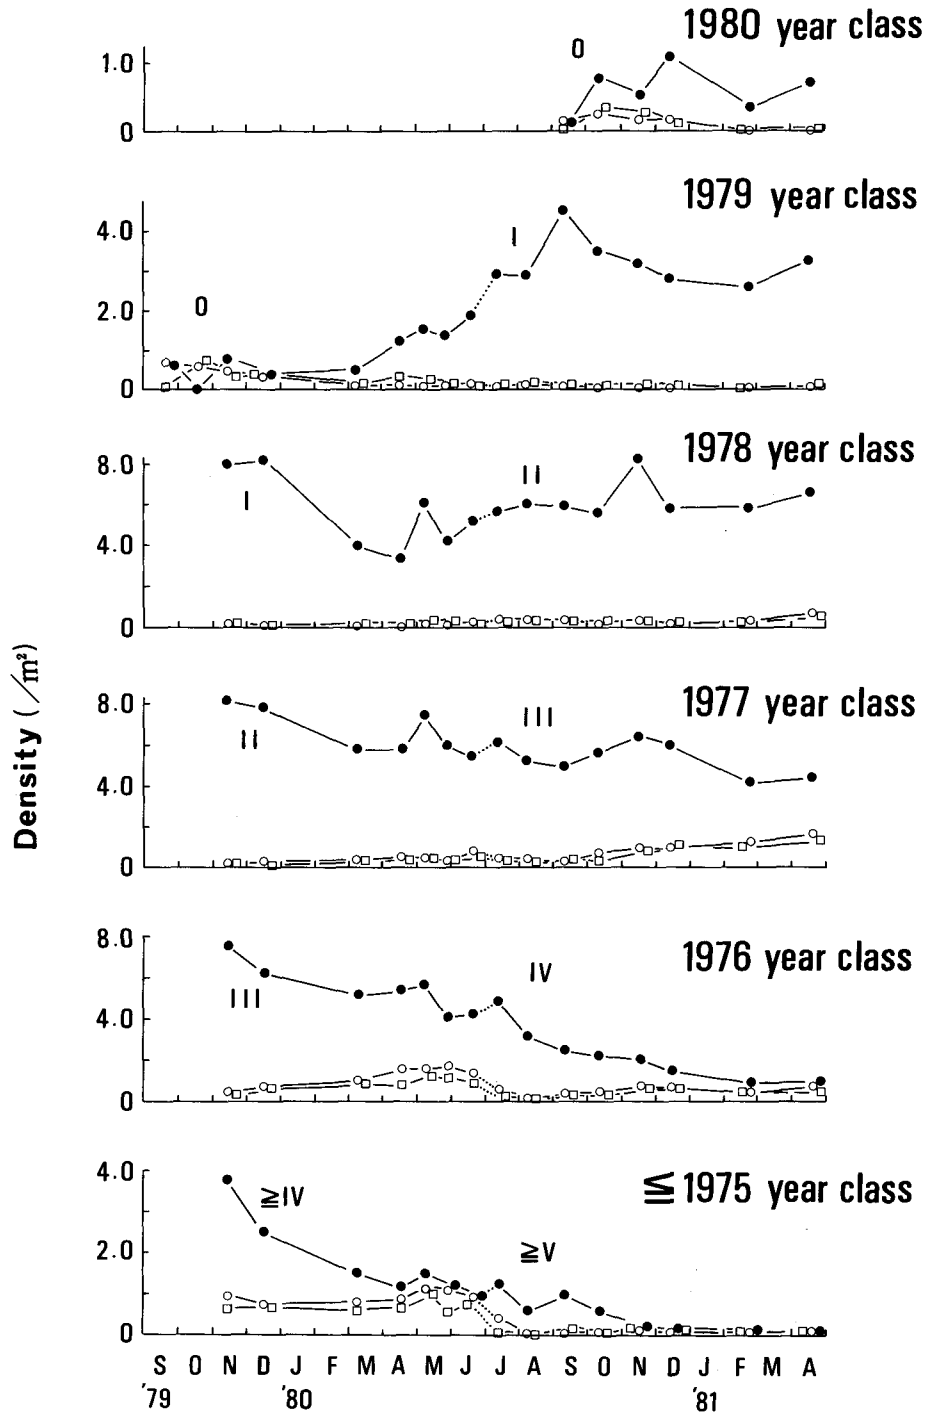 1980 year class
1.0
0
0
1979 year class
4.0
2.0
0
0
I
1978 year class
8.0
4.0
0
I
II
1977 year class
8.0
4.0
0
II
III
1976 year class
8.0
4.0
0
III
IV
≦ 1975 year class
4.0
2.0
0
≧IV
≧V
Density (/m²)
S O N D J F M A M J J A S O N D J F M A
'79 '80 '81